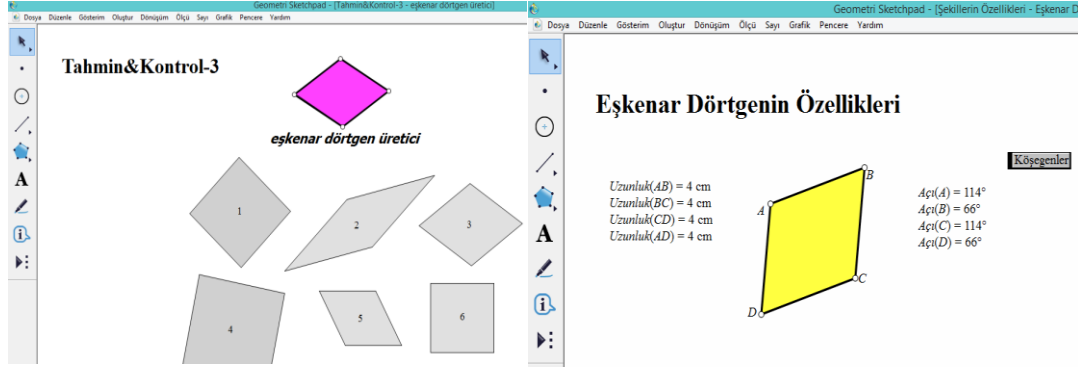 Geometri Sketchpad - [Tahmin&Kontrol-3 - eşkenar dörtgen üretici]
Dosya Düzenle Gösterim Oluştur Dönüşüm Ölçü Sayı Grafik Pencere Yardım
Tahmin&Kontrol-3
eşkenar dörtgen üretici
1
2
3
4
5
6
A
Geometri Sketchpad - [Şekillerin Özellikleri - Eşkenar D
Dosya Düzenle Gösterim Oluştur Dönüşüm Ölçü Sayı Grafik Pencere Yardım
Eşkenar Dörtgenin Özellikleri
Köşegenler
Uzunluk(AB) = 4 cm
Uzunluk(BC) = 4 cm
Uzunluk(CD) = 4 cm
Uzunluk(AD) = 4 cm
A
B
C
D
Açı(A) = 114°
Açı(B) = 66°
Açı(C) = 114°
Açı(D) = 66°
A